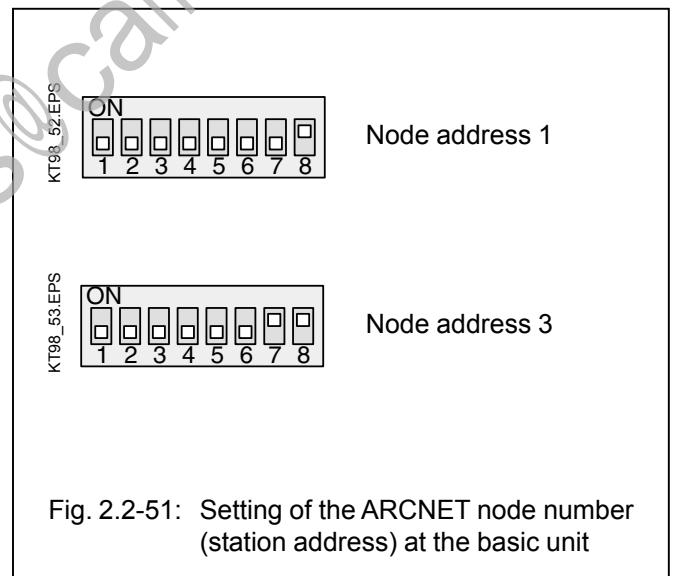 KT98_52.EPS
ON
1 2 3 4 5 6 7 8
Node address 1
KT98_53.EPS
ON
1 2 3 4 5 6 7 8
Node address 3
Fig. 2.2-51: Setting of the ARCNET node number
(station address) at the basic unit